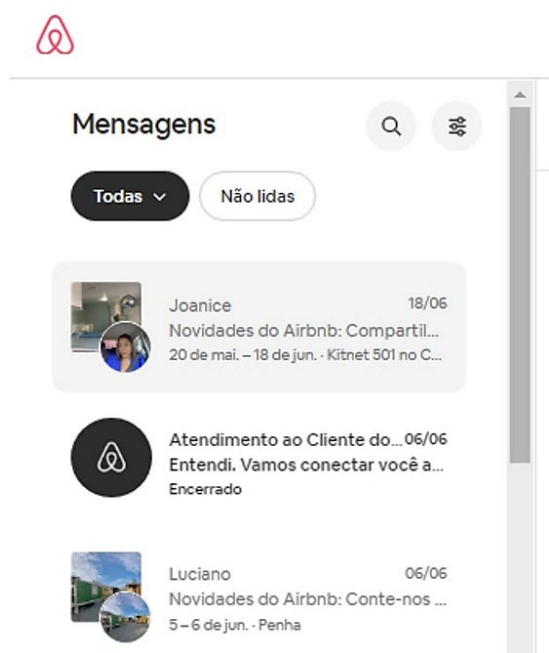 Mensagens
Todas
Não lidas
Joanice 18/06
Novidades do Airbnb: Compartil...
20 de mai. – 18 de jun. · Kitnet 501 no C...
Atendimento ao Cliente do... 06/06
Entendi. Vamos conectar você a...
Encerrado
Luciano 06/06
Novidades do Airbnb: Conte-nos ...
5 – 6 de jun. · Penha